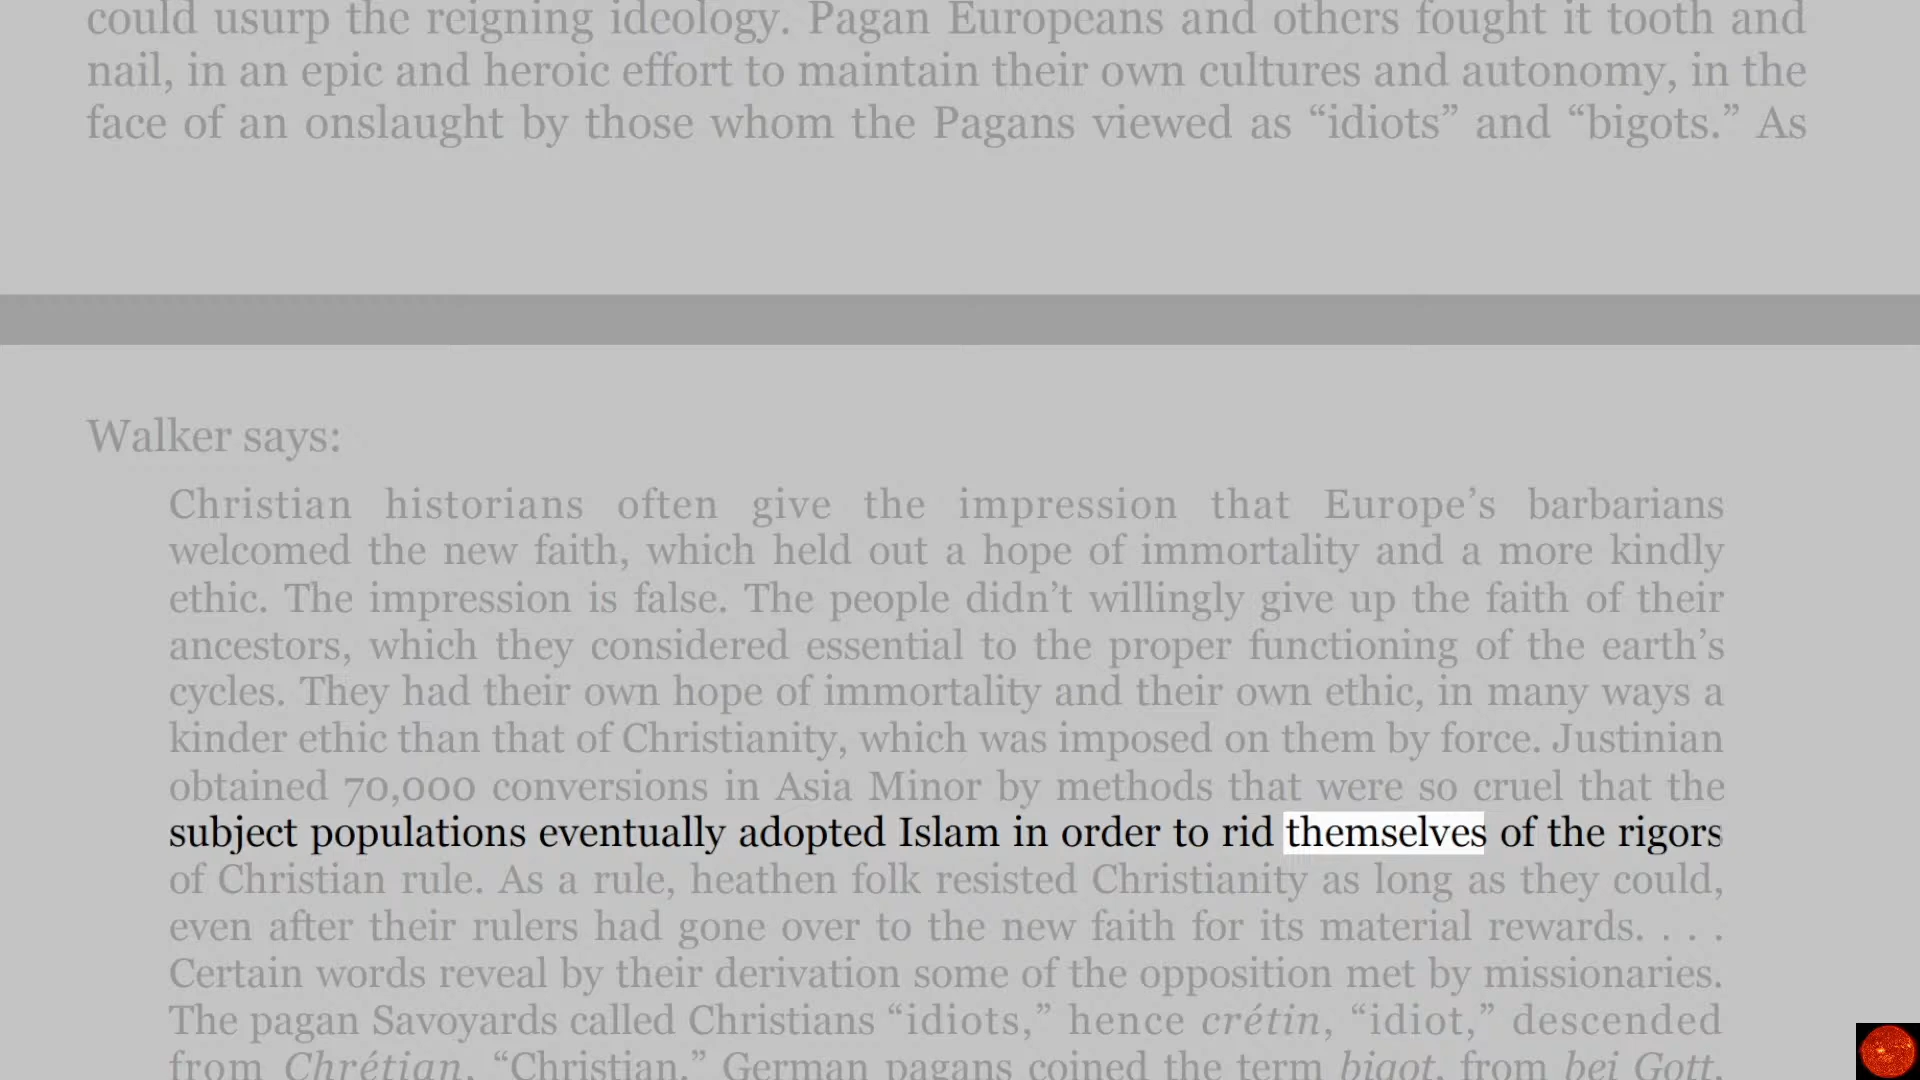 could usurp the reigning ideology. Pagan Europeans and others fought it tooth and
nail, in an epic and heroic effort to maintain their own cultures and autonomy, in the
face of an onslaught by those whom the Pagans viewed as “idiots” and “bigots.” As
Walker says:
Christian historians often give the impression that Europe’s barbarians
welcomed the new faith, which held out a hope of immortality and a more kindly
ethic. The impression is false. The people didn’t willingly give up the faith of their
ancestors, which they considered essential to the proper functioning of the earth’s
cycles. They had their own hope of immortality and their own ethic, in many ways a
kinder ethic than that of Christianity, which was imposed on them by force. Justinian
obtained 70,000 conversions in Asia Minor by methods that were so cruel that the
subject populations eventually adopted Islam in order to rid themselves of the rigors
of Christian rule. As a rule, heathen folk resisted Christianity as long as they could,
even after their rulers had gone over to the new faith for its material rewards. . . .
Certain words reveal by their derivation some of the opposition met by missionaries.
The pagan Savoyards called Christians “idiots,” hence crétin, “idiot,” descended
from Chrétian, “Christian.” German pagans coined the term bigot, from bei Gott,